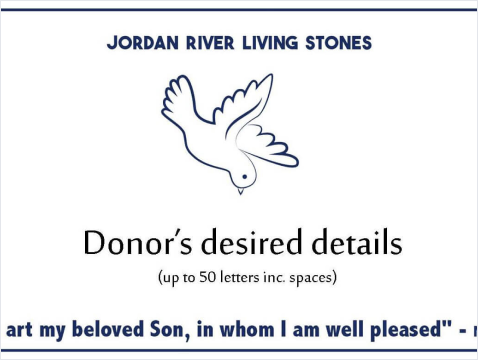 JORDAN RIVER LIVING STONES
Donor's desired details
(up to 50 letters inc. spaces)
art my beloved Son, in whom I am well pleased" -